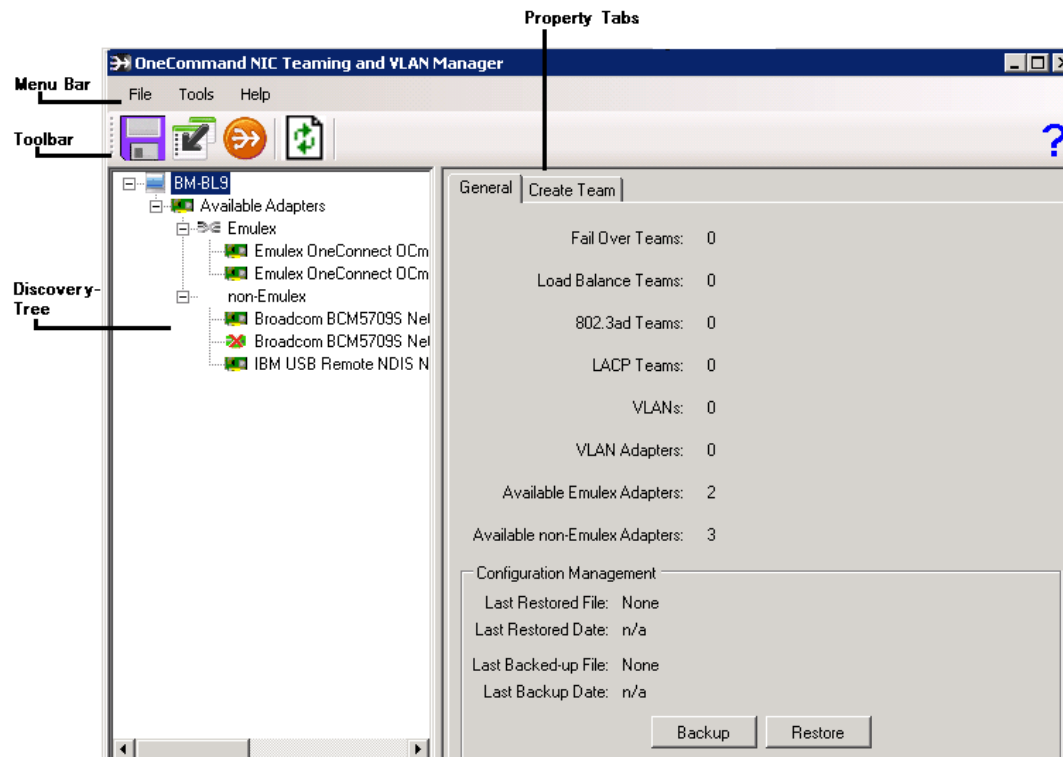 Property Tabs
OneCommand NIC Teaming and VLAN Manager
Menu Bar
File Tools Help
Toolbar
?
BM-BL9
Available Adapters
Emulex
Emulex OneConnect OCm
Emulex OneConnect OCm
non-Emulex
Broadcom BCM5709S Net
Broadcom BCM5709S Net
IBM USB Remote NDIS N
Discovery-
Tree
General Create Team
Fail Over Teams: 0
Load Balance Teams: 0
802.3ad Teams: 0
LACP Teams: 0
VLANs: 0
VLAN Adapters: 0
Available Emulex Adapters: 2
Available non-Emulex Adapters: 3
Configuration Management
Last Restored File: None
Last Restored Date: n/a
Last Backed-up File: None
Last Backup Date: n/a
Backup Restore